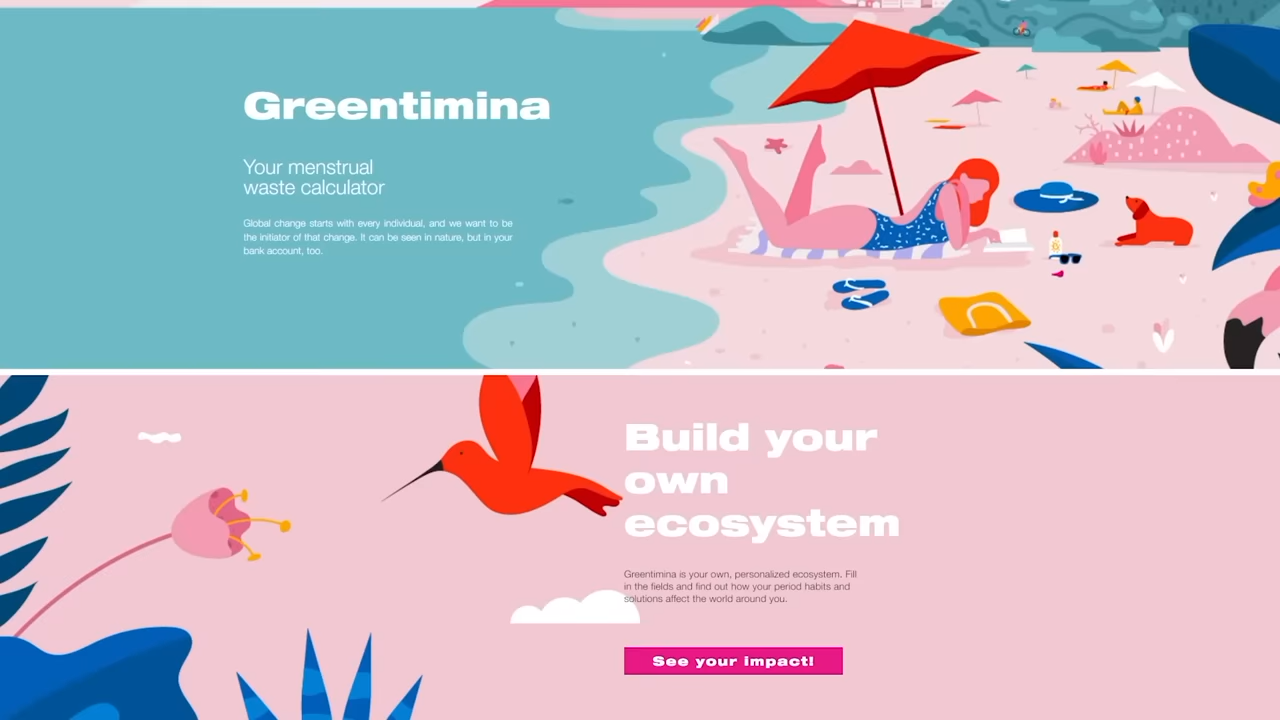 Greentimina
Your menstrual
waste calculator
Global change starts with every individual, and we want to be
the initiator of that change. It can be seen in nature, but in your
bank account, too.
Build your
own
ecosystem
Greentimina is your own, personalized ecosystem. Fill
in the fields and find out how your period habits and
solutions affect the world around you.
See your impact!